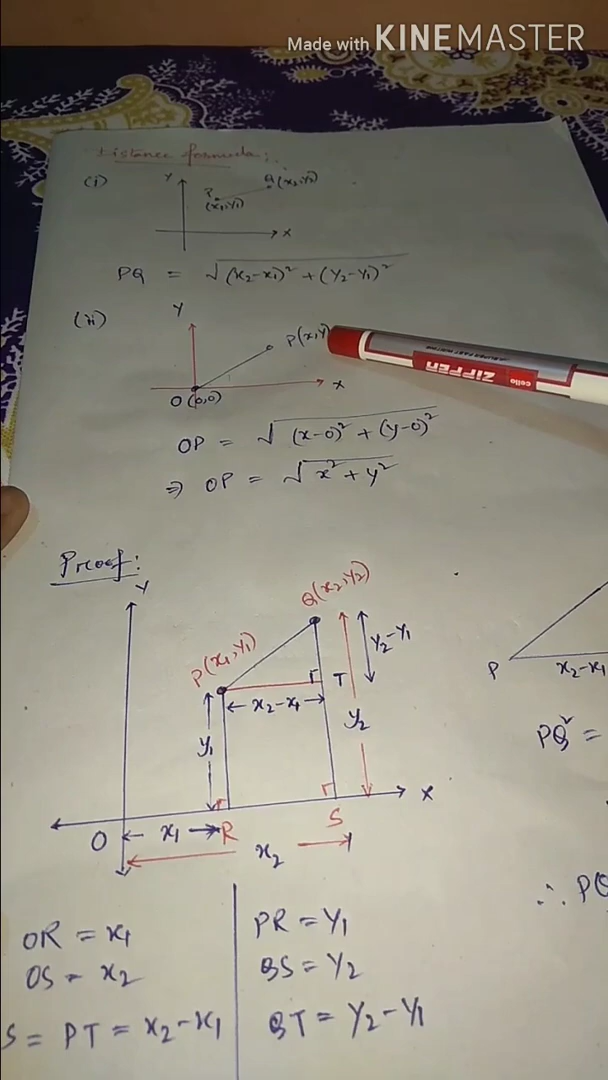 Made with KINEMASTER
Distance formula:
(i)
Y
P
(x₁,y₁)
Q(x₂,y₂)
X
PQ = √(x₂-x₁)² + (y₂-y₁)²
(ii)
Y
P(x,y)
X
O(0,0)
cello
ZIFFER
OP = √(x-0)² + (y-0)²
⇒ OP = √x² + y²
Proof:
Y
Q(x₂,y₂)
P(x₁,y₁)
y₂-y₁
T
x₂-x₁
y₁
y₂
P
x₂-x₁
PQ² =
X
O
x₁
R
S
x₂
∴ PQ
OR = x₁
PR = y₁
OS = x₂
QS = y₂
S = PT = x₂-x₁
QT = y₂-y₁